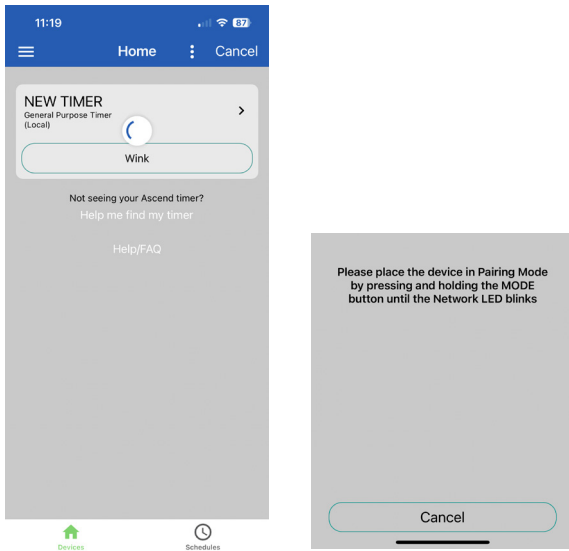 11:19
87
Home
Cancel
NEW TIMER
General Purpose Timer
(Local)
Wink
Not seeing your Ascend timer?
Help me find my timer
Help/FAQ
Devices
Schedules
Please place the device in Pairing Mode
by pressing and holding the MODE
button until the Network LED blinks
Cancel